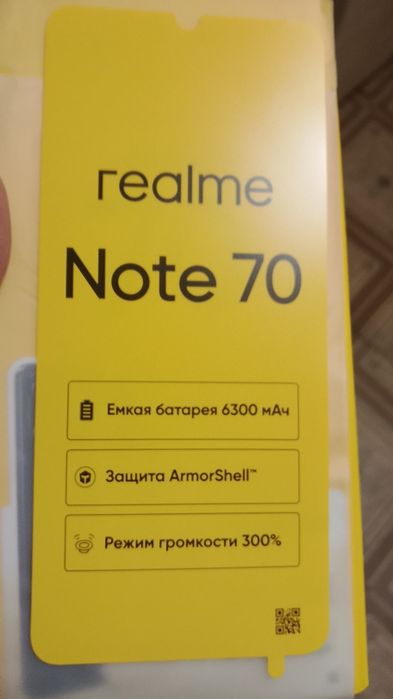 realme
Note 70
Емкая батарея 6300 мАч
Защита ArmorShell™
Режим громкости 300%